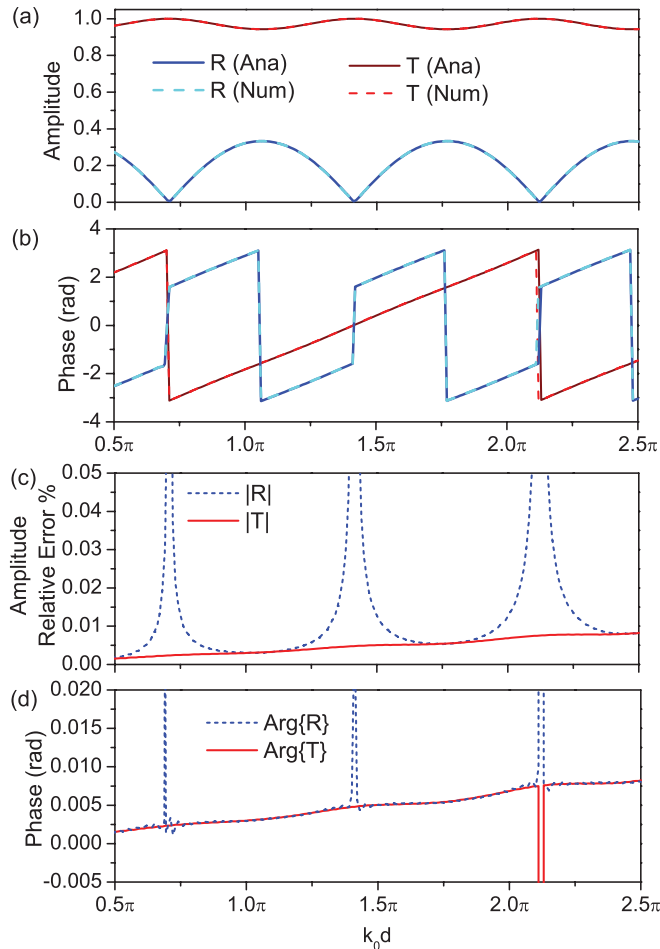 (a)
1.0
0.8
0.6
0.4
0.2
0.0
Amplitude
R (Ana)
T (Ana)
R (Num)
T (Num)
(b)
4
2
0
-2
-4
Phase (rad)
0.5π 1.0π 1.5π 2.0π 2.5π
(c)
0.05
0.04
0.03
0.02
0.01
0.00
Amplitude
Relative Error %
|R|
|T|
(d)
0.020
0.015
0.010
0.005
0.000
-0.005
Phase (rad)
Arg{R}
Arg{T}
0.5π 1.0π 1.5π 2.0π 2.5π
k₀d